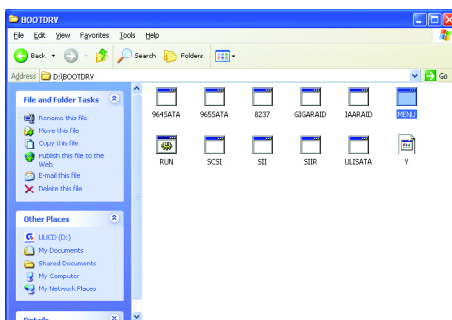 BOOTDRV
File Edit View Favorites Tools Help
Back Search Folders
Address D:\BOOTDRV Go
File and Folder Tasks
Rename this file
Move this file
Copy this file
Publish this file to the
Web
E-mail this file
Delete this file
Other Places
(D:)
My Documents
Shared Documents
My Computer
My Network Places
Details
964SATA 965SATA 8237 GIGARAID IAARAID MENU
RUN SCSI SII SIIR ULISATA Y